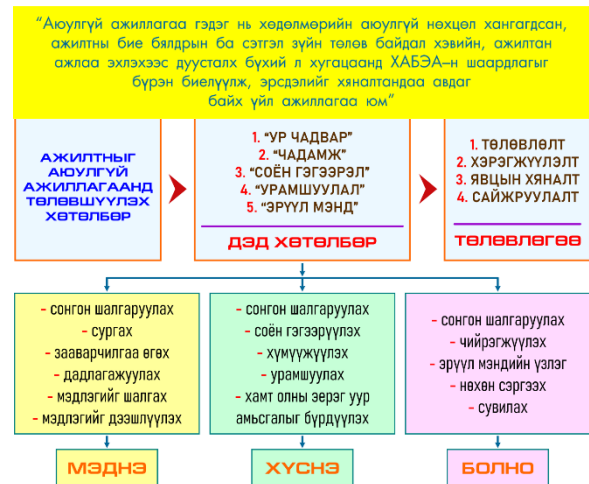 “Аюулгүй ажиллагаа гэдэг нь хөдөлмөрийн аюулгүй нөхцөл хангагдсан,
ажилтны бие бялдрын ба сэтгэл зүйн төлөв байдал хэвийн, ажилтан
ажлаа эхлэхээс дуусталх бүхий л хугацаанд ХАБЭА–н шаардлагыг
бүрэн биелүүлж, эрсдэлийг хяналтандаа авдаг
байх үйл ажиллагаа юм”
АЖИЛТНЫГ
АЮУЛГҮЙ
АЖИЛЛАГААНД
ТӨЛӨВШҮҮЛЭХ
ХӨТӨЛБӨР
1. “УР ЧАДВАР”
2. “ЧАДАМЖ”
3. “СОЁН ГЭГЭЭРЭЛ”
4. “УРАМШУУЛАЛ”
5. “ЭРҮҮЛ МЭНД”
ДЭД ХӨТӨЛБӨР
1. ТӨЛӨВЛӨЛТ
2. ХЭРЭГЖҮҮЛЭЛТ
3. ЯВЦЫН ХЯНАЛТ
4. САЙЖРУУЛАЛТ
ТӨЛӨВЛӨГӨӨ
- сонгон шалгаруулах
- сургах
- зааварчилгаа өгөх
- дадлагажуулах
- мэдлэгийг шалгах
- мэдлэгийг дээшлүүлэх
МЭДНЭ
- сонгон шалгаруулах
- соён гэгээрүүлэх
- хүмүүжүүлэх
- урамшуулах
- хамт олны эерэг уур
амьсгалыг бүрдүүлэх
ХҮСНЭ
- сонгон шалгаруулах
- чийрэгжүүлэх
- эрүүл мэндийн үзлэг
- нөхөн сэргээх
- сувилах
БОЛНО